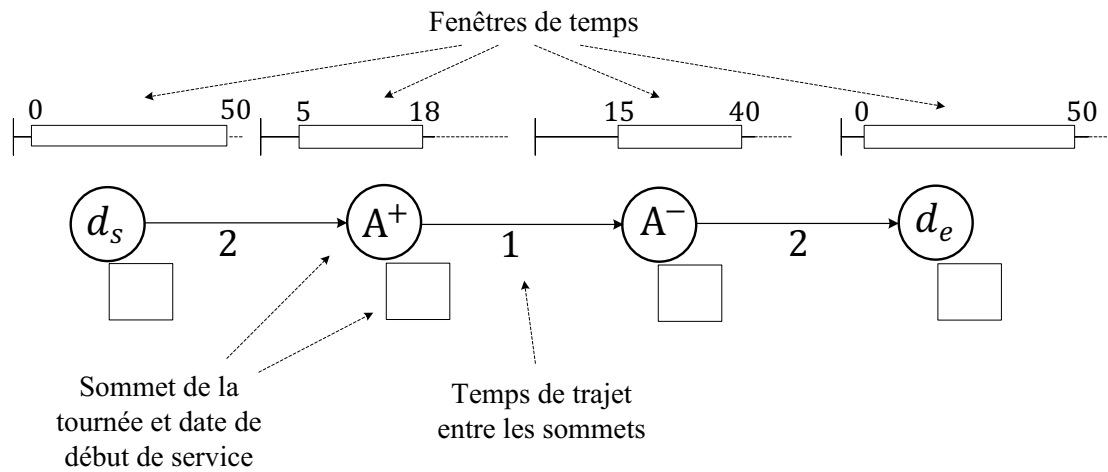 Fenêtres de temps
0 50 5 18 15 40 0 50
d_s A⁺ A⁻ d_e
2 1 2
Sommet de la
tournée et date de
début de service
Temps de trajet
entre les sommets